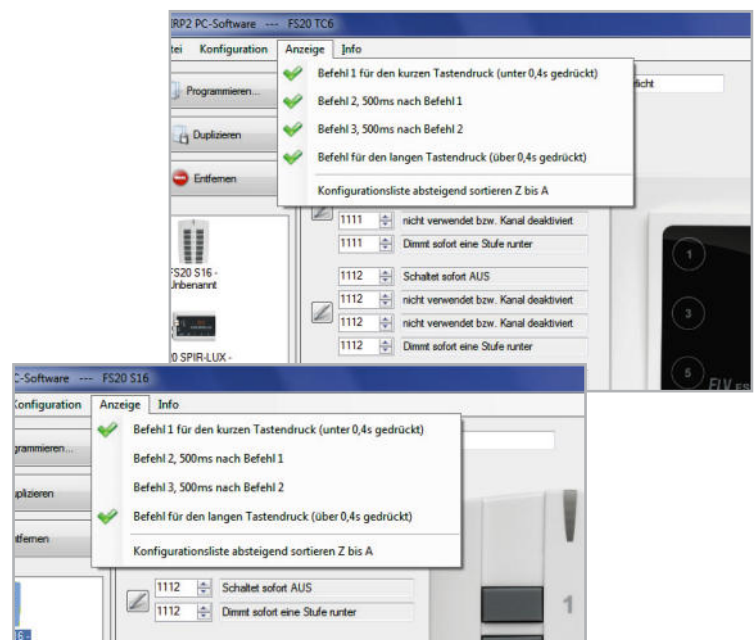 IRP2 PC-Software --- FS20 TC6
tei Konfiguration Anzeige Info
Befehl 1 für den kurzen Tastendruck (unter 0,4s gedrückt)
Befehl 2, 500ms nach Befehl 1
Befehl 3, 500ms nach Befehl 2
Befehl für den langen Tastendruck (über 0,4s gedrückt)
Konfigurationsliste absteigend sortieren Z bis A
Programmieren...
Duplizieren
Entfernen
licht
FS20 S16 -
Unbenannt
0 SPIR-LUX -
1111 nicht verwendet bzw. Kanal deaktiviert
1111 Dimmt sofort eine Stufe runter
1112 Schaltet sofort AUS
1112 nicht verwendet bzw. Kanal deaktiviert
1112 nicht verwendet bzw. Kanal deaktiviert
1112 Dimmt sofort eine Stufe runter
1
3
5
ELV FS
C-Software --- FS20 S16
Konfiguration Anzeige Info
Befehl 1 für den kurzen Tastendruck (unter 0,4s gedrückt)
Befehl 2, 500ms nach Befehl 1
Befehl 3, 500ms nach Befehl 2
Befehl für den langen Tastendruck (über 0,4s gedrückt)
Konfigurationsliste absteigend sortieren Z bis A
grammieren...
uplizieren
tfernen
1112 Schaltet sofort AUS
1112 Dimmt sofort eine Stufe runter
1
16 -